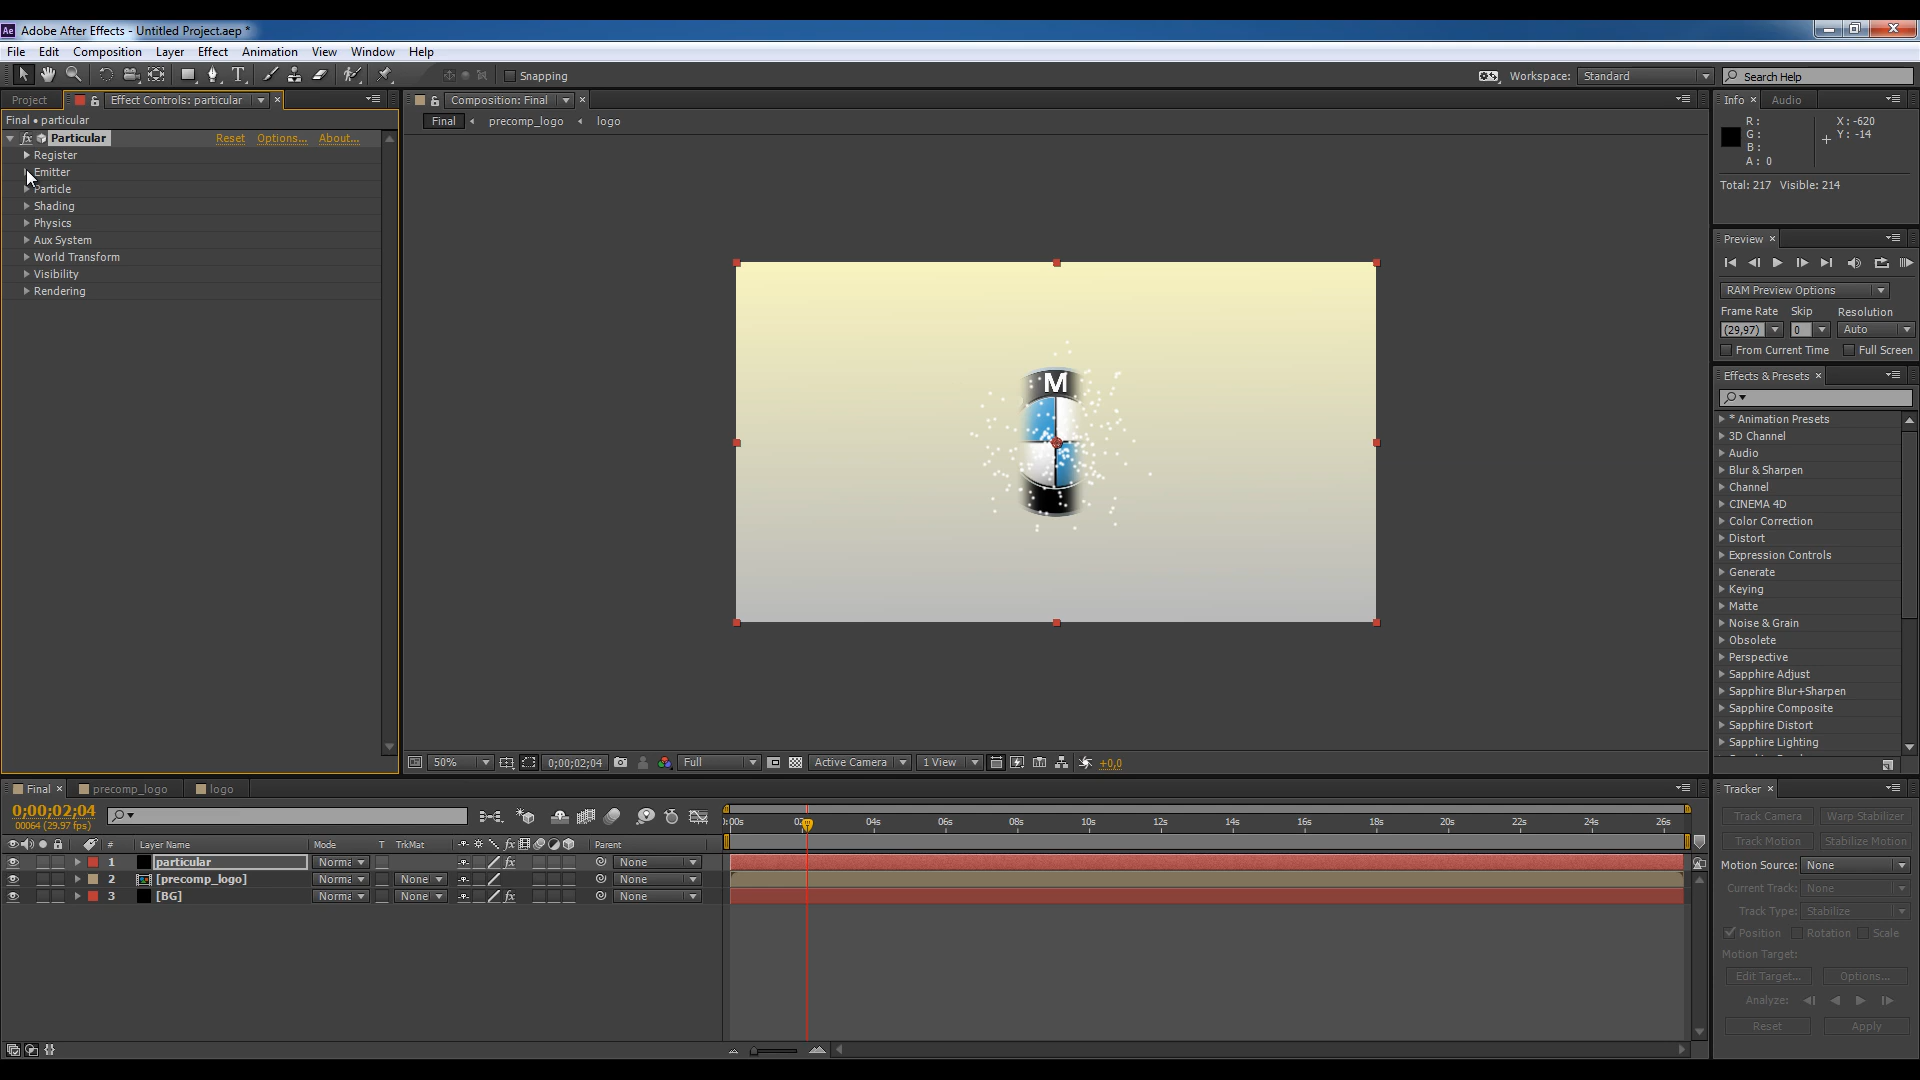 Adobe After Effects - Untitled Project.aep *
File Edit Composition Layer Effect Animation View Window Help
Snapping
Workspace: Standard
Search Help
Project
Effect Controls: particular
Final • particular
Particular Reset Options... About...
Register
Emitter
Particle
Shading
Physics
Aux System
World Transform
Visibility
Rendering
Composition: Final
Final precomp_logo logo
M
50% 0;00;02;04 Full Active Camera 1 View +0,0
Info Audio
R: X: -620
G: Y: -14
B:
A: 0
Total: 217 Visible: 214
Preview
RAM Preview Options
Frame Rate Skip Resolution
(29,97) 0 Auto
From Current Time Full Screen
Effects & Presets
* Animation Presets
3D Channel
Audio
Blur & Sharpen
Channel
CINEMA 4D
Color Correction
Distort
Expression Controls
Generate
Keying
Matte
Noise & Grain
Obsolete
Perspective
Sapphire Adjust
Sapphire Blur+Sharpen
Sapphire Composite
Sapphire Distort
Sapphire Lighting
Final precomp_logo logo
0;00;02;04
00064 (29.97 fps)
# Layer Name Mode T TrkMat Parent
1 particular Norma None
2 [precomp_logo] Norma None None
3 [BG] Norma None None
:00s 02s 04s 06s 08s 10s 12s 14s 16s 18s 20s 22s 24s 26s
Tracker
Track Camera Warp Stabilizer
Track Motion Stabilize Motion
Motion Source: None
Current Track: None
Track Type: Stabilize
Position Rotation Scale
Motion Target:
Edit Target... Options...
Analyze:
Reset Apply